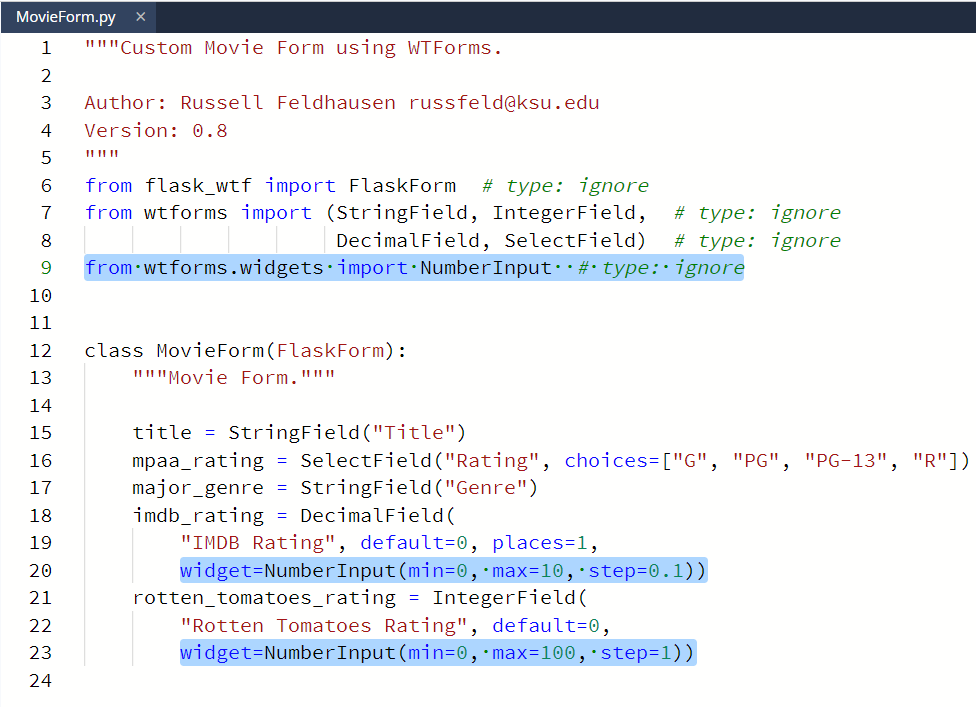 MovieForm.py ×
1 """Custom Movie Form using WTForms.
2
3 Author: Russell Feldhausen russfeld@ksu.edu
4 Version: 0.8
5 """
6 from flask_wtf import FlaskForm  # type: ignore
7 from wtforms import (StringField, IntegerField,  # type: ignore
8                      DecimalField, SelectField)  # type: ignore
9 from·wtforms.widgets·import·NumberInput··#·type:·ignore
10
11
12 class MovieForm(FlaskForm):
13     """Movie Form."""
14
15     title = StringField("Title")
16     mpaa_rating = SelectField("Rating", choices=["G", "PG", "PG-13", "R"])
17     major_genre = StringField("Genre")
18     imdb_rating = DecimalField(
19         "IMDB Rating", default=0, places=1,
20         widget=NumberInput(min=0,·max=10,·step=0.1))
21     rotten_tomatoes_rating = IntegerField(
22         "Rotten Tomatoes Rating", default=0,
23         widget=NumberInput(min=0,·max=100,·step=1))
24